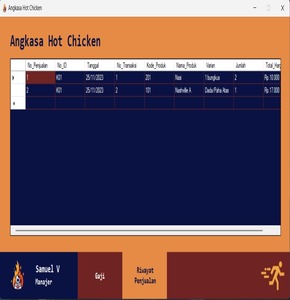 Angkasa Hot Chicken
Angkasa Hot Chicken
No_Penjualan No_ID Tanggal No_Transaksi Kode_Produk Nama_Produk Varian Jumlah Total_Har
1 K01 25/11/2023 1 201 Nasi 1 bungkus 2 Rp 10.000
2 K01 25/11/2023 2 101 Nashville A Dada/Paha Atas 1 Rp 17.000
Samuel V
Manajer
Gaji
Riwayat
Penjualan